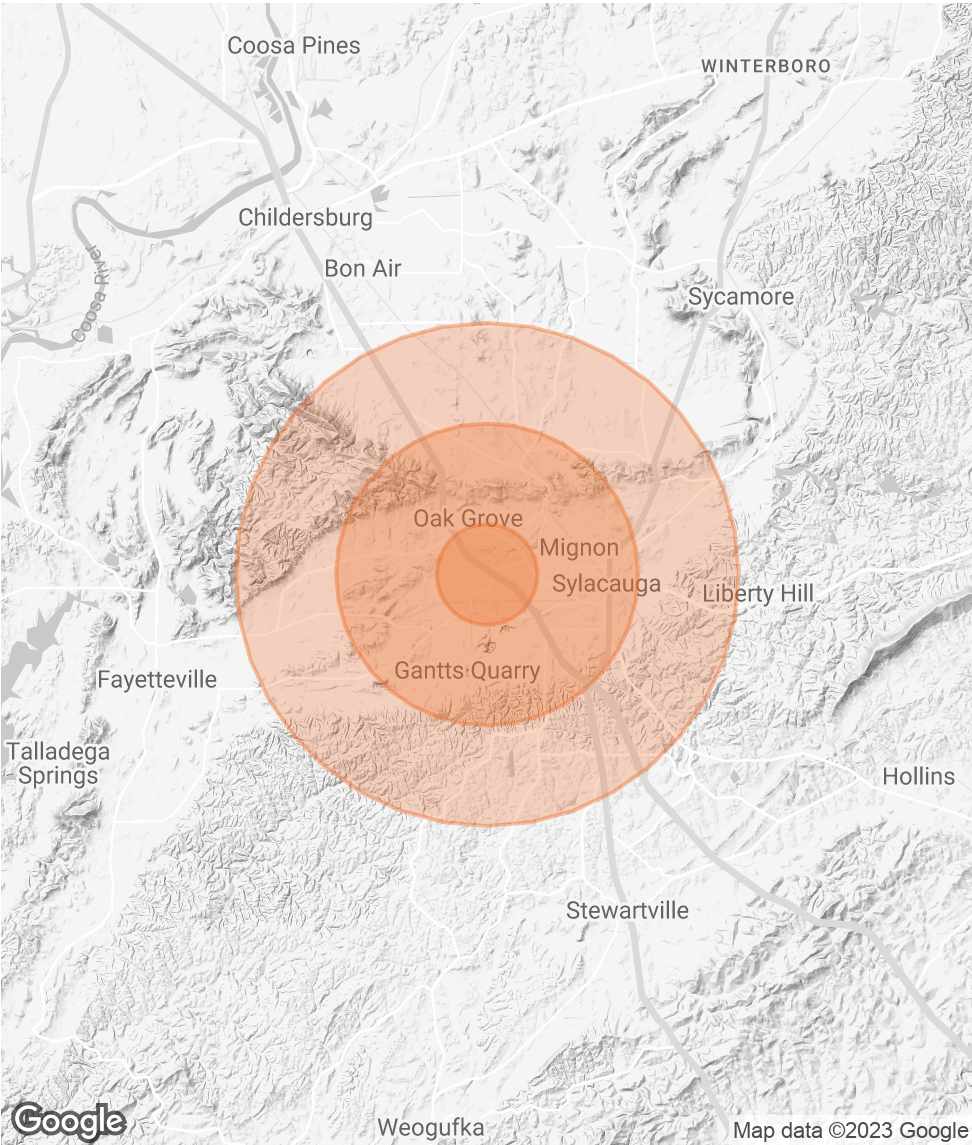 Coosa Pines
WINTERBORO
Childersburg
Bon Air
Coosa River
Sycamore
Oak Grove
Mignon
Sylacauga
Liberty Hill
Gantts Quarry
Fayetteville
Talladega
Springs
Hollins
Stewartville
Weogufka
Google
Map data ©2023 Google